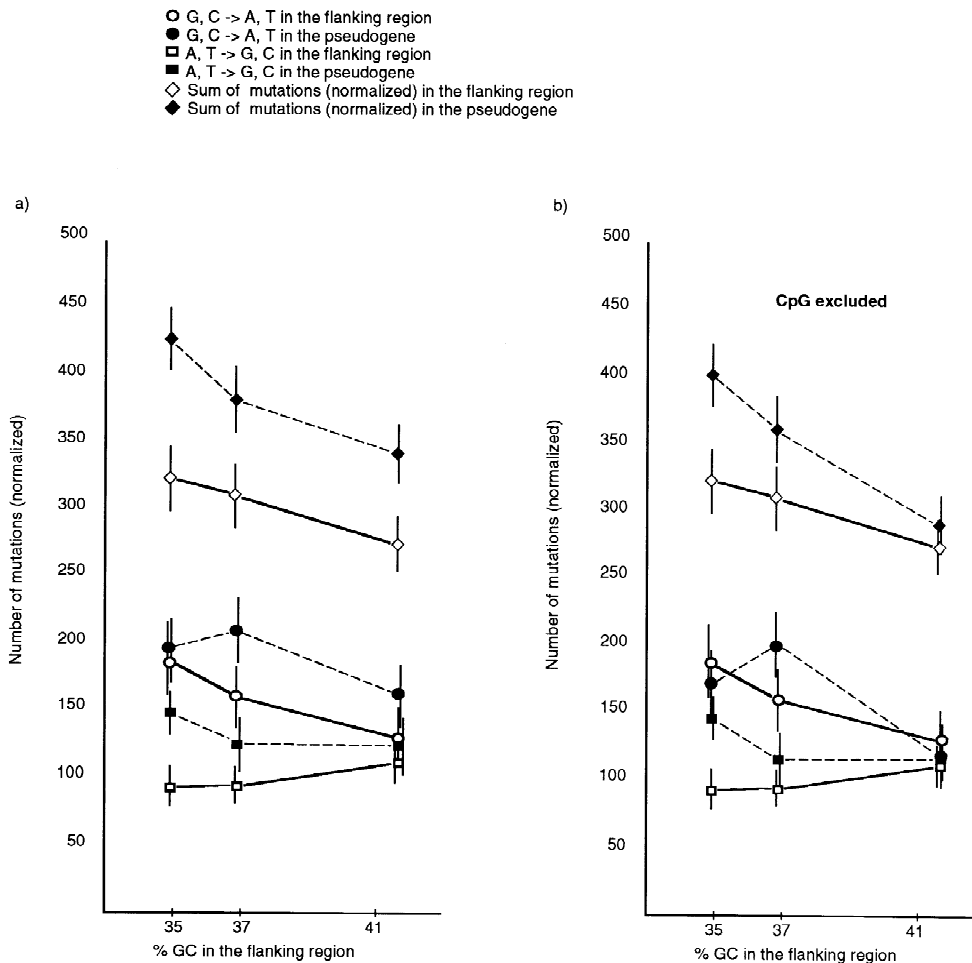 G, C -> A, T in the flanking region
G, C -> A, T in the pseudogene
A, T -> G, C in the flanking region
A, T -> G, C in the pseudogene
Sum of mutations (normalized) in the flanking region
Sum of mutations (normalized) in the pseudogene
a)
500
450
400
350
300
250
200
150
100
50
Number of mutations (normalized)
35
37
41
% GC in the flanking region
b)
CpG excluded
500
450
400
350
300
250
200
150
100
50
Number of mutations (normalized)
35
37
41
% GC in the flanking region